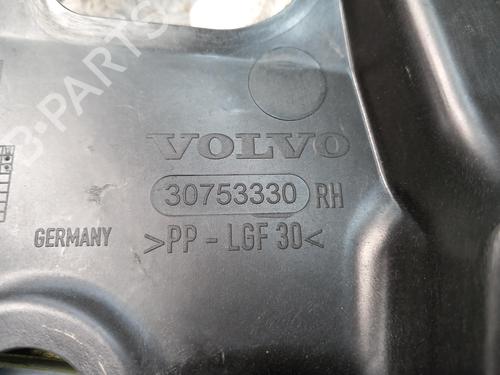 B-PARTS
VOLVO
30753330 RH
GERMANY >PP - LGF 30<